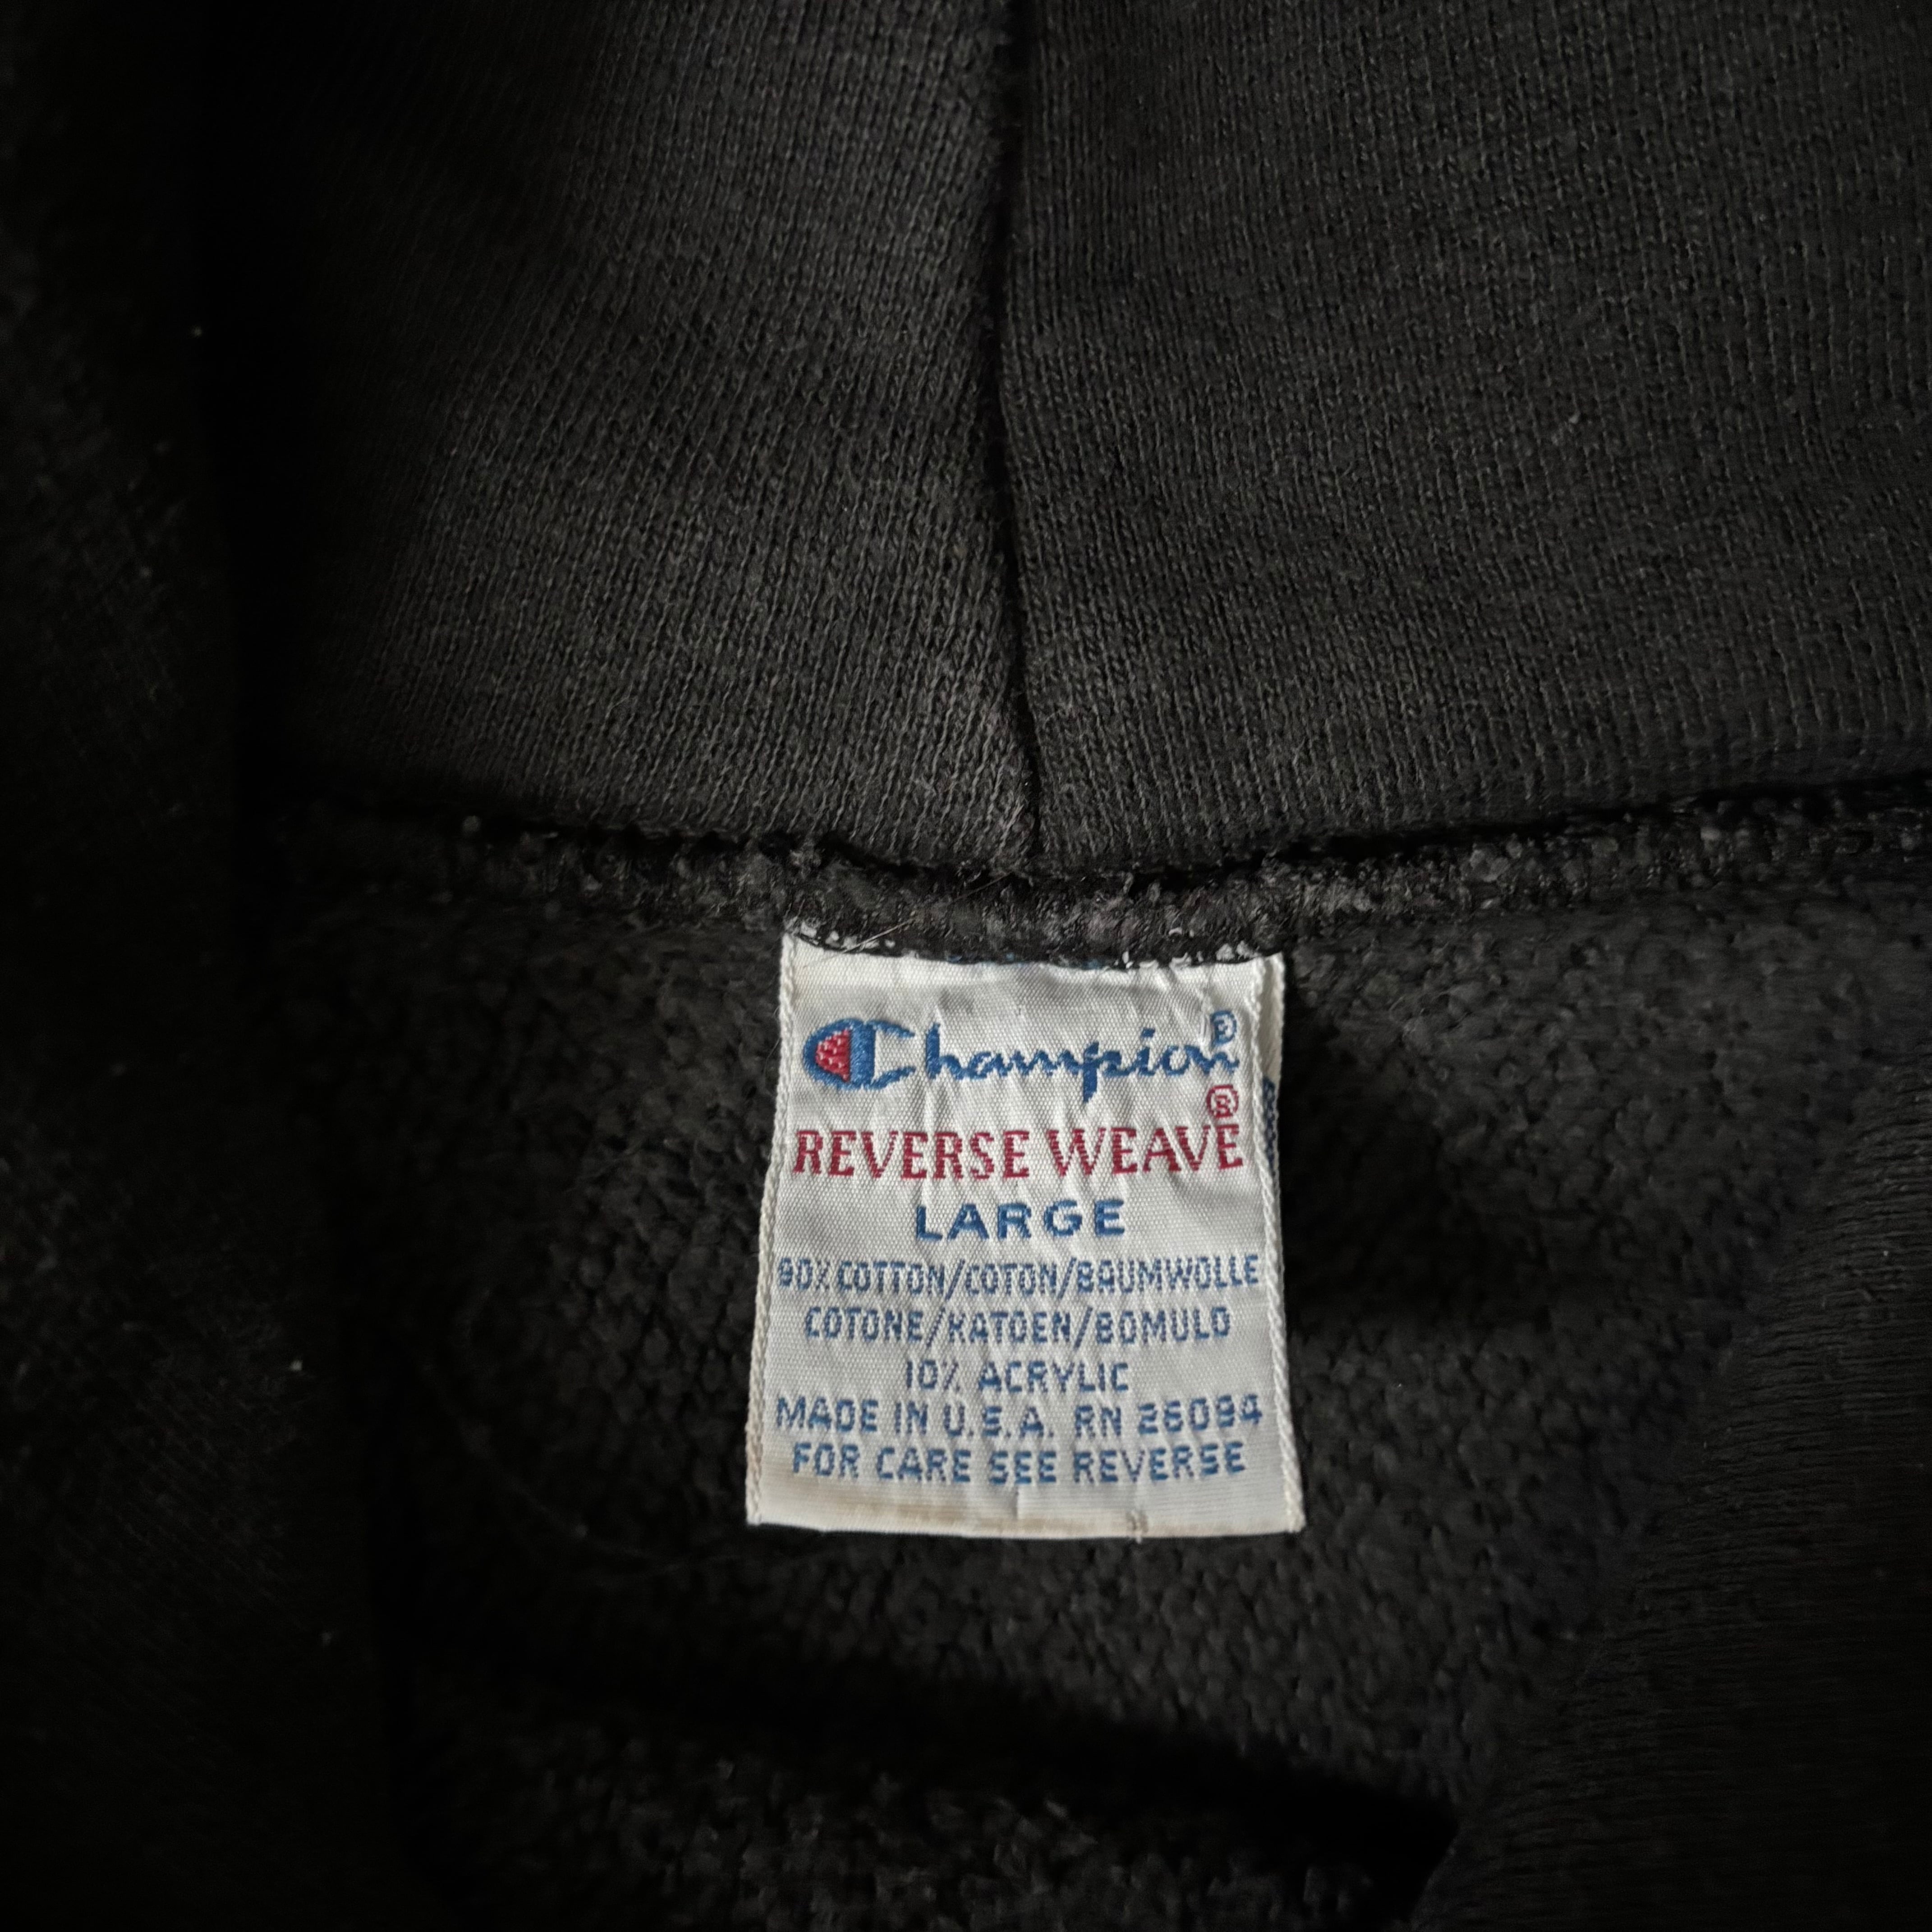 Champion®
REVERSE WEAVE®
LARGE
90% COTTON/COTON/BAUMWOLLE
COTONE/KATOEN/BOMULD
10% ACRYLIC
MADE IN U.S.A. RN 26094
FOR CARE SEE REVERSE